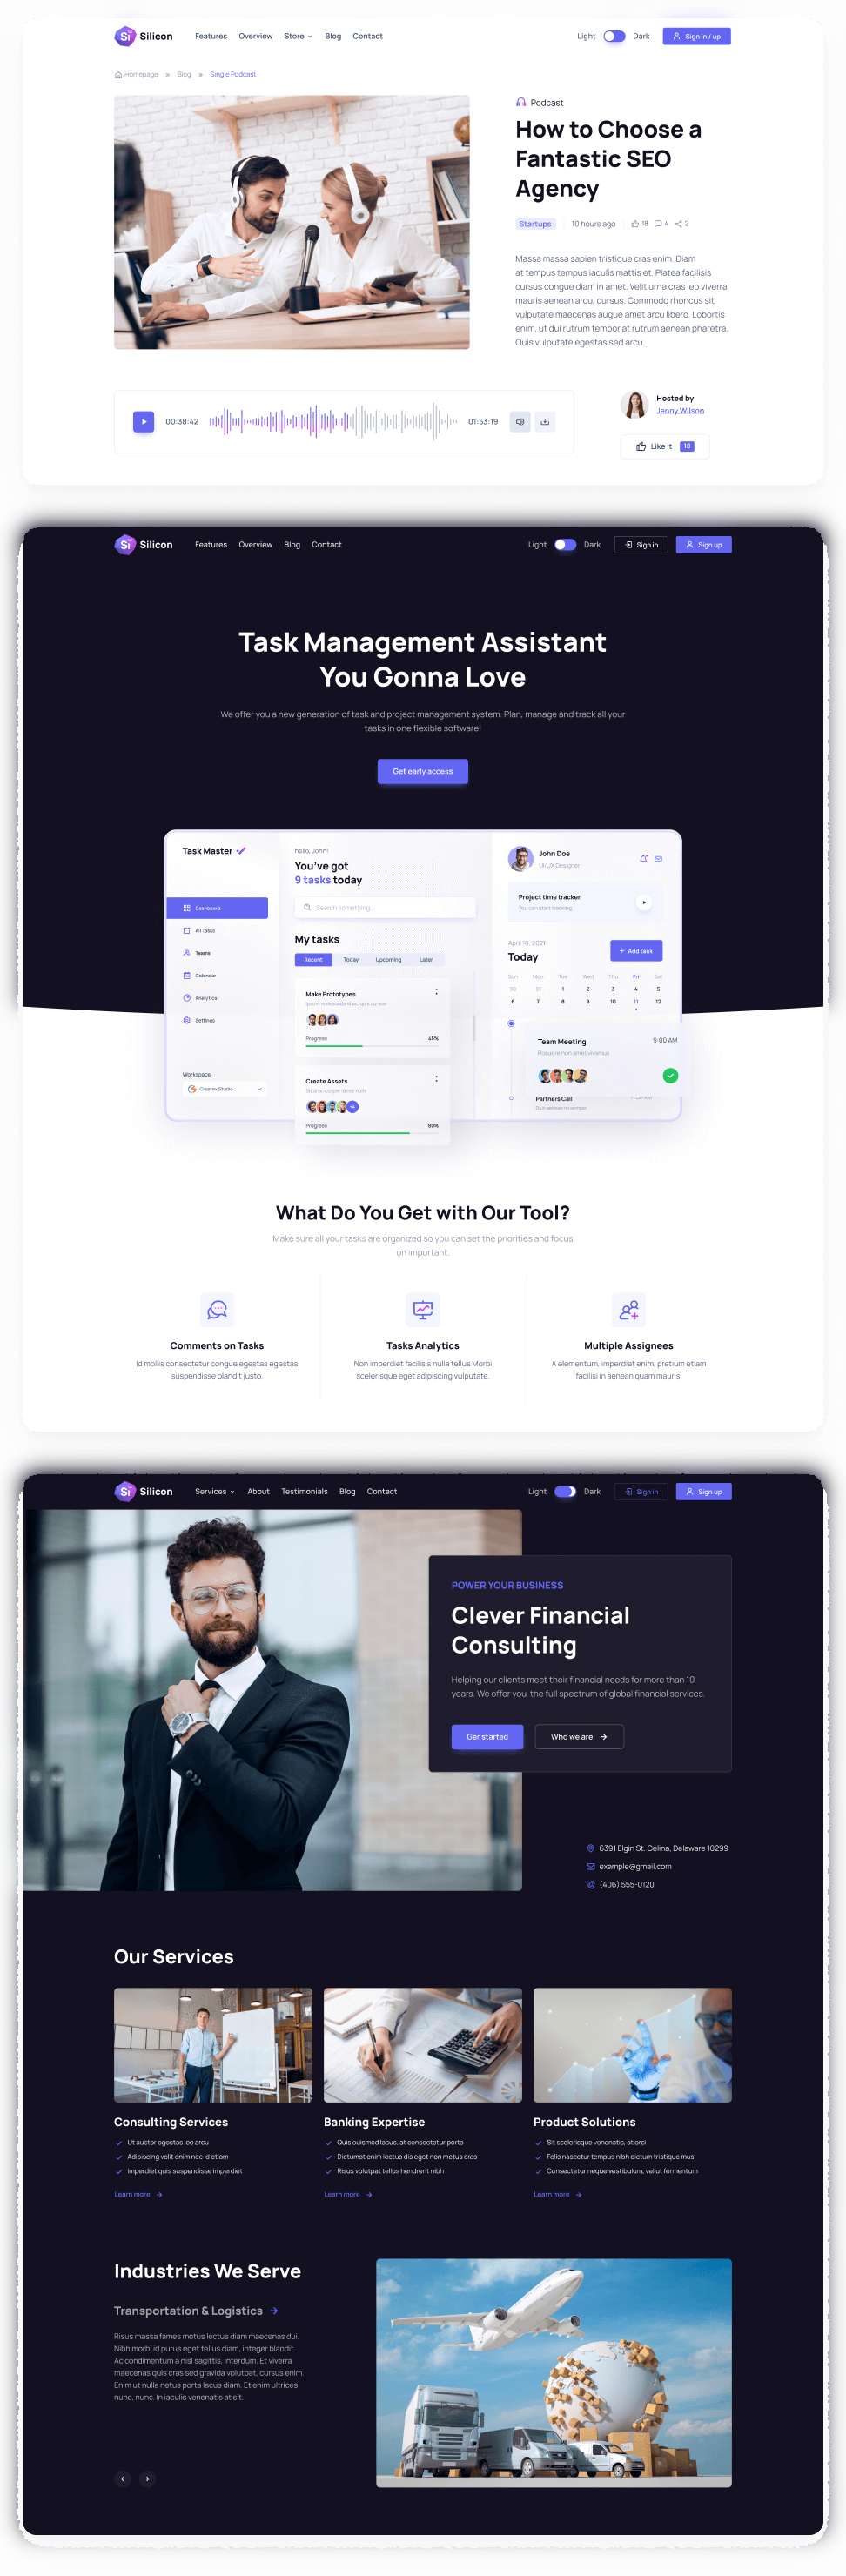 Si Silicon
Features Overview Store Blog Contact
Light Dark Sign in / up
Homepage » Blog » Single Podcast
Podcast
How to Choose a
Fantastic SEO
Agency
Startups 10 hours ago 18 4 2
Massa massa sapien tristique cras enim. Diam
at tempus tempus iaculis mattis et. Platea facilisis
cursus congue diam in amet. Velit urna cras leo viverra
mauris aenean arcu, cursus. Commodo rhoncus sit
vulputate maecenas augue amet arcu libero. Lobortis
enim, ut dui rutrum tempor at rutrum aenean pharetra.
Quis vulputate egestas sed arcu.
00:38:42 01:53:19
Hosted by
Jenny Wilson
Like it 18
Si Silicon
Features Overview Blog Contact
Light Dark Sign in Sign up
Task Management Assistant
You Gonna Love
We offer you a new generation of task and project management system. Plan, manage and track all your
tasks in one flexible software!
Get early access
Task Master
Dashboard
All Tasks
Teams
Calendar
Analytics
Settings
Workspace
Createx Studio
hello, John!
You've got
9 tasks today
Search something...
My tasks
Recent Today Upcoming Later
Make Prototypes
Progress 45%
Create Assets
+4
Progress 80%
John Doe
UI/UX Designer
Project time tracker
You can start tracking
April 10, 2021
Today
Add task
Sun Mon Tue Wed Thu Fri Sat
30 31 1 2 3 4 5
6 7 8 9 10 11 12
Team Meeting 9:00 AM
Posuere non amet vivamus
Partners Call
What Do You Get with Our Tool?
Make sure all your tasks are organized so you can set the priorities and focus
on important.
Comments on Tasks
Id mollis consectetur congue egestas egestas
suspendisse blandit justo.
Tasks Analytics
Non imperdiet facilisis nulla tellus Morbi
scelerisque eget adipiscing vulputate.
Multiple Assignees
A elementum, imperdiet enim, pretium etiam
facilisi in aenean quam mauris.
Si Silicon
Services About Testimonials Blog Contact
Light Dark Sign in Sign up
POWER YOUR BUSINESS
Clever Financial
Consulting
Helping our clients meet their financial needs for more than 10
years. We offer you the full spectrum of global financial services.
Ger started Who we are
6391 Elgin St. Celina, Delaware 10299
example@gmail.com
(406) 555-0120
Our Services
Consulting Services
Ut auctor egestas leo arcu
Adipiscing velit enim nec id etiam
Imperdiet quis suspendisse imperdiet
Learn more
Banking Expertise
Quis euismod lacus, at consectetur porta
Dictumst enim lectus dis eget non metus cras
Risus volutpat tellus hendrerit nibh
Learn more
Product Solutions
Sit scelerisque venenatis, at orci
Felis nascetur tempus nibh dictum tristique mus
Consectetur neque vestibulum, vel ut fermentum
Learn more
Industries We Serve
Transportation & Logistics
Risus massa fames metus lectus diam maecenas dui.
Nibh morbi id purus eget tellus diam, integer blandit.
Ac condimentum a nisl sagittis, interdum. Et viverra
maecenas quis cras sed gravida volutpat, cursus enim.
Enim ut nulla netus porta lacus diam. Et enim ultrices
nunc, nunc. In iaculis venenatis at sit.